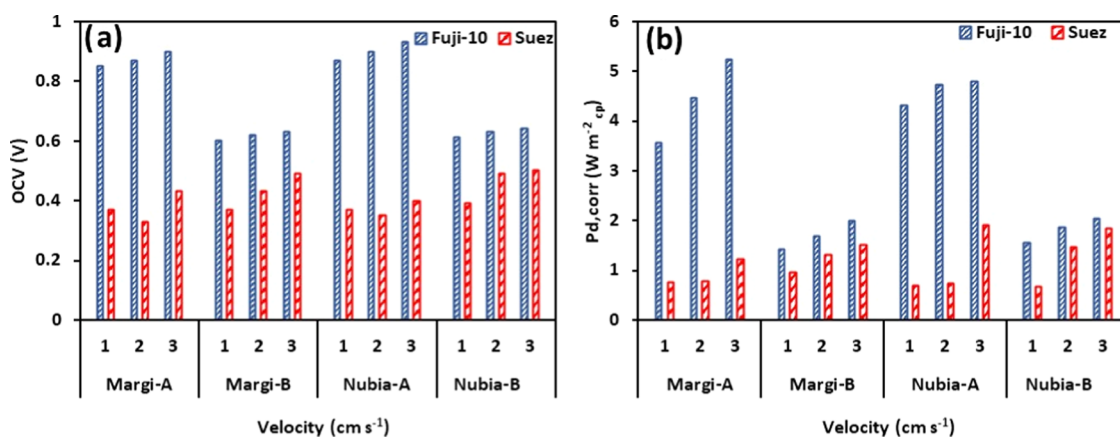 (a)
Fuji-10 Suez
OCV (V)
1
0.8
0.6
0.4
0.2
0
1 2 3 1 2 3 1 2 3 1 2 3
Margi-A Margi-B Nubia-A Nubia-B
Velocity (cm s⁻¹)
(b)
Fuji-10 Suez
Pd,corr (W m⁻² cp)
6
5
4
3
2
1
0
1 2 3 1 2 3 1 2 3 1 2 3
Margi-A Margi-B Nubia-A Nubia-B
Velocity (cm s⁻¹)